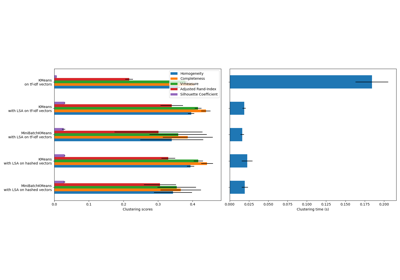 KMeans
on tf-idf vectors
KMeans
with LSA on tf-idf vectors
MiniBatchKMeans
with LSA on tf-idf vectors
KMeans
with LSA on hashed vectors
MiniBatchKMeans
with LSA on hashed vectors
Homogeneity
Completeness
V-measure
Adjusted Rand-Index
Silhouette Coefficient
0.0 0.1 0.2 0.3 0.4
Clustering scores
0.000 0.025 0.050 0.075 0.100 0.125 0.150 0.175 0.200
Clustering time (s)